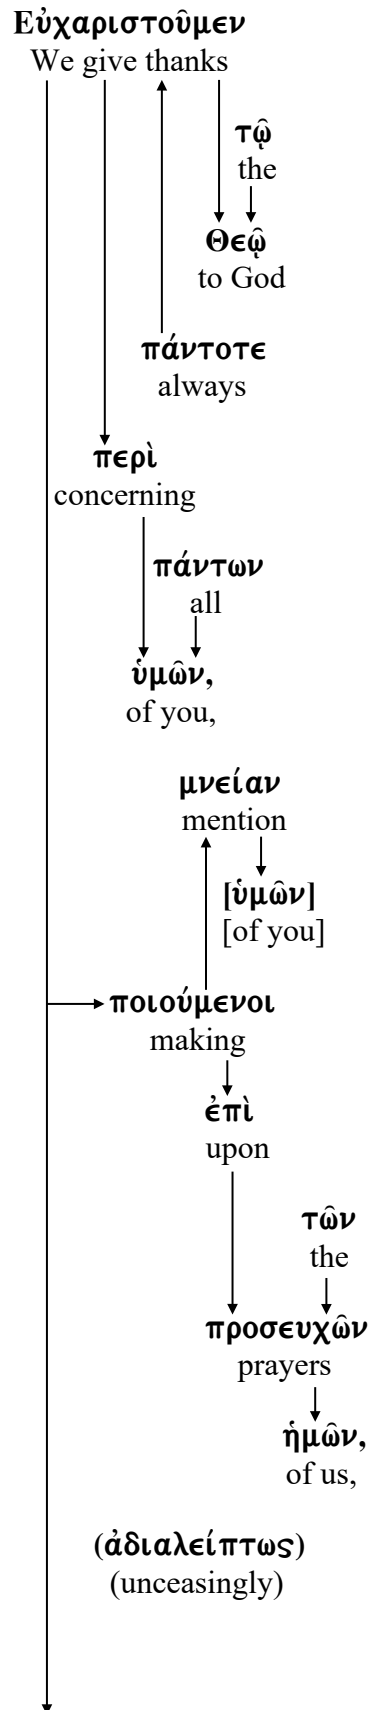 Εὐχαριστοῦμεν
We give thanks
τῷ
the
Θεῷ
to God
πάντοτε
always
περὶ
concerning
πάντων
all
ὑμῶν,
of you,
μνείαν
mention
[ὑμῶν]
[of you]
ποιούμενοι
making
ἐπὶ
upon
τῶν
the
προσευχῶν
prayers
ἡμῶν,
of us,
(ἀδιαλείπτως)
(unceasingly)